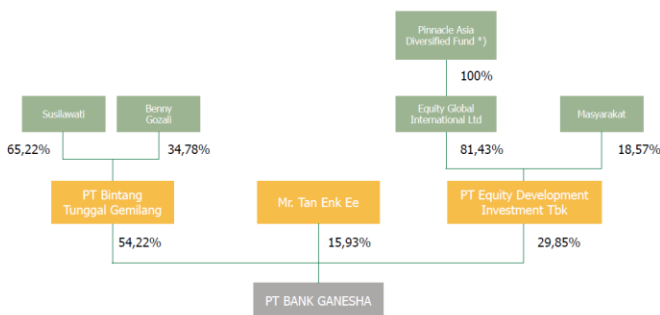 Pinnacle Asia
Diversified Fund *)
100%
Susilawati
Benny
Gozali
Equity Global
International Ltd
Masyarakat
65,22%
34,78%
81,43%
18,57%
PT Bintang
Tunggal Gemilang
Mr. Tan Enk Ee
PT Equity Development
Investment Tbk
54,22%
15,93%
29,85%
PT BANK GANESHA